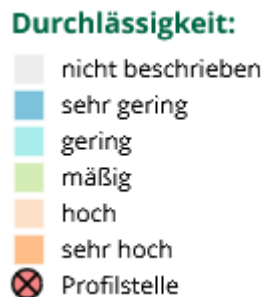 Durchlässigkeit:
nicht beschrieben
sehr gering
gering
mäßig
hoch
sehr hoch
Profilstelle